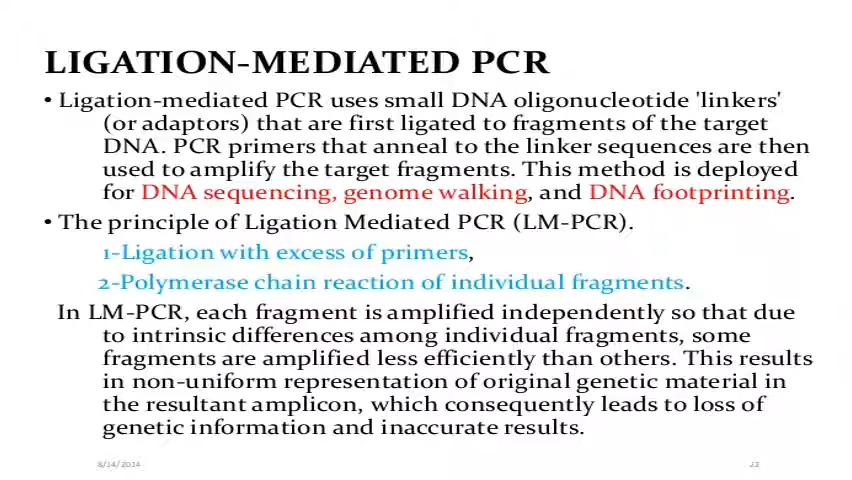 LIGATION-MEDIATED PCR
• Ligation-mediated PCR uses small DNA oligonucleotide 'linkers'
(or adaptors) that are first ligated to fragments of the target
DNA. PCR primers that anneal to the linker sequences are then
used to amplify the target fragments. This method is deployed
for DNA sequencing, genome walking, and DNA footprinting.
• The principle of Ligation Mediated PCR (LM-PCR).
1-Ligation with excess of primers,
2-Polymerase chain reaction of individual fragments.
In LM-PCR, each fragment is amplified independently so that due
to intrinsic differences among individual fragments, some
fragments are amplified less efficiently than others. This results
in non-uniform representation of original genetic material in
the resultant amplicon, which consequently leads to loss of
genetic information and inaccurate results.
8/14/2014 22